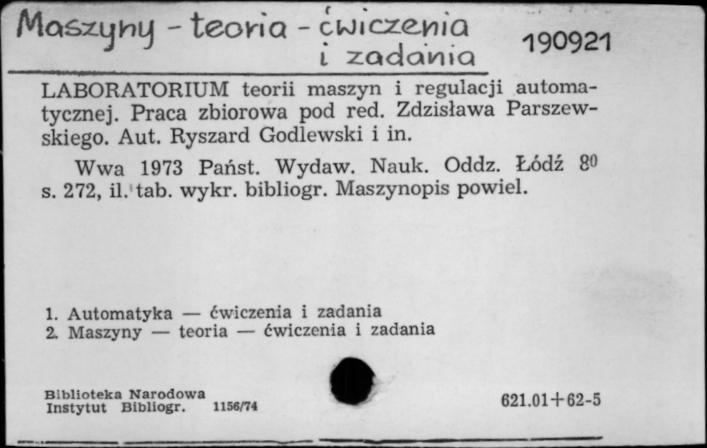 Maszyny - teoria - ćwiczenia
i zadania
190921
LABORATORIUM teorii maszyn i regulacji automa-
tycznej. Praca zbiorowa pod red. Zdzisława Parszew-
skiego. Aut. Ryszard Godlewski i in.
Wwa 1973 Państ. Wydaw. Nauk. Oddz. Łódź 8⁰
s. 272, il. tab. wykr. bibliogr. Maszynopis powiel.
1. Automatyka — ćwiczenia i zadania
2. Maszyny — teoria — ćwiczenia i zadania
Biblioteka Narodowa
Instytut Bibliogr. 1156/74
621.01+62-5